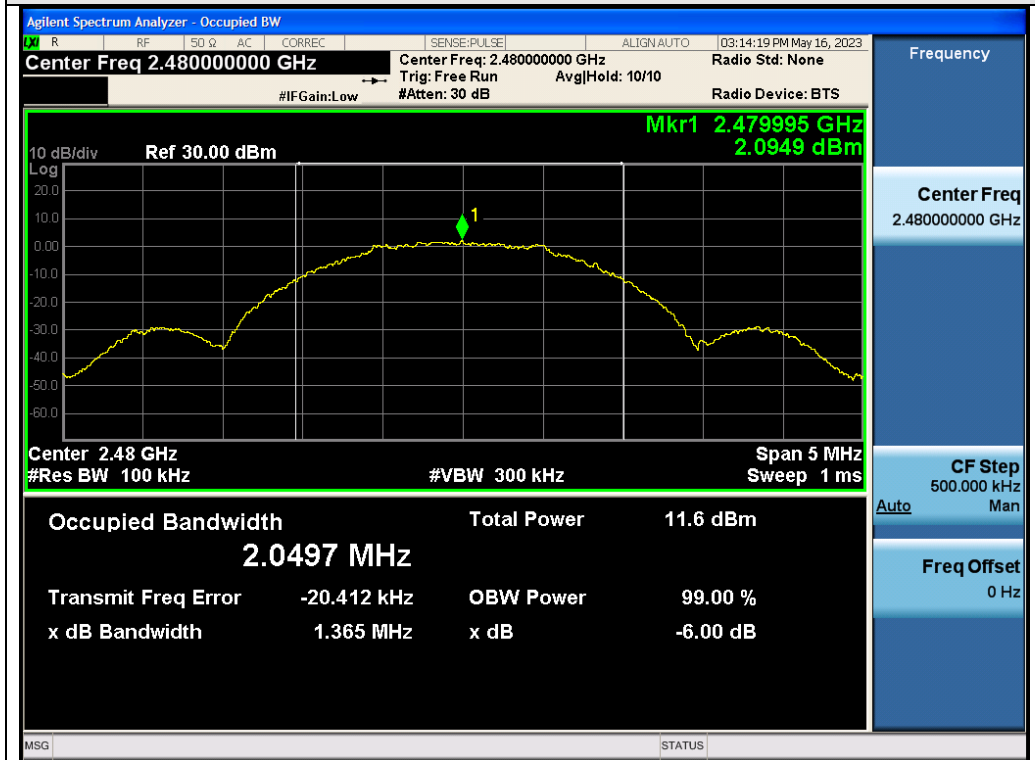 Agilent Spectrum Analyzer - Occupied BW
LXI R RF 50 Ω AC CORREC SENSE:PULSE ALIGN AUTO 03:14:19 PM May 16, 2023
Center Freq 2.480000000 GHz
Center Freq: 2.480000000 GHz Radio Std: None
Trig: Free Run Avg|Hold: 10/10
#IFGain:Low #Atten: 30 dB Radio Device: BTS
Mkr1 2.479995 GHz
2.0949 dBm
10 dB/div Ref 30.00 dBm
Log
20.0
10.0
1
0.00
-10.0
-20.0
-30.0
-40.0
-50.0
-60.0
Center 2.48 GHz Span 5 MHz
#Res BW 100 kHz #VBW 300 kHz Sweep 1 ms
Occupied Bandwidth Total Power 11.6 dBm
2.0497 MHz
Transmit Freq Error -20.412 kHz OBW Power 99.00 %
x dB Bandwidth 1.365 MHz x dB -6.00 dB
MSG STATUS
Frequency
Center Freq
2.480000000 GHz
CF Step
500.000 kHz
Auto Man
Freq Offset
0 Hz